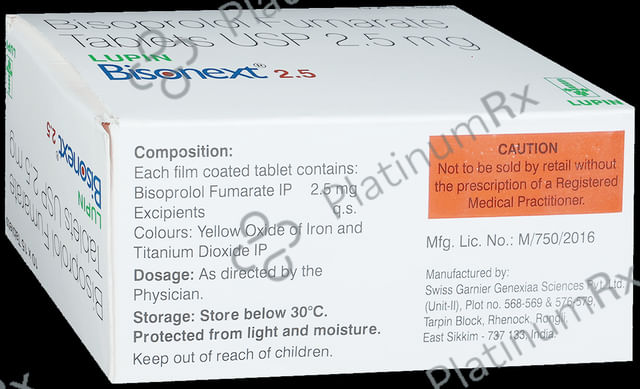 Bisoprolol Fumarate
Tablets USP 2.5 mg
LUPIN
Bisonext® 2.5
LUPIN
LUPIN
Bisonext® 2.5
Bisoprolol Fumarate
Tablets USP 2.5 mg
Composition:
Each film coated tablet contains:
Bisoprolol Fumarate IP 2.5 mg
Excipients q.s.
Colours: Yellow Oxide of Iron and
Titanium Dioxide IP
Dosage: As directed by the
Physician.
Storage: Store below 30°C.
Protected from light and moisture.
Keep out of reach of children.
CAUTION
Not to be sold by retail without
the prescription of a Registered
Medical Practitioner.
Mfg. Lic. No.: M/750/2016
Manufactured by:
Swiss Garnier Genexiaa Sciences Pvt. Ltd.
(Unit-II), Plot no. 568-569 & 576-579,
Tarpin Block, Rhenock, Rongli,
East Sikkim - 737 133, India.
PlatinumRx
PlatinumRx
PlatinumRx
PlatinumRx